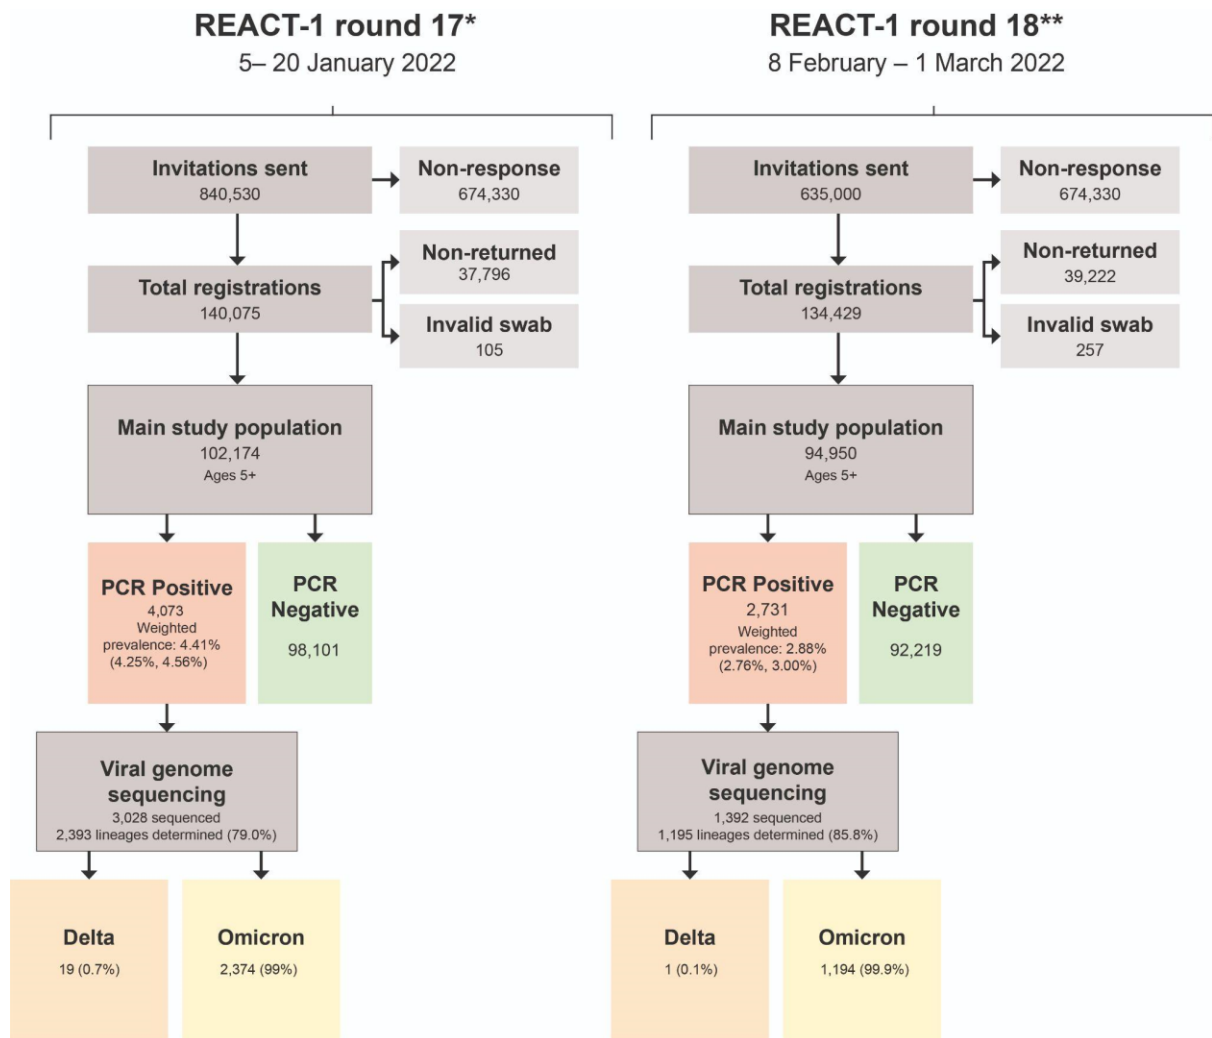 REACT-1 round 17*
5– 20 January 2022
Invitations sent
840,530
Non-response
674,330
Total registrations
140,075
Non-returned
37,796
Invalid swab
105
Main study population
102,174
Ages 5+
PCR Positive
4,073
Weighted
prevalence: 4.41%
(4.25%, 4.56%)
PCR
Negative
98,101
Viral genome
sequencing
3,028 sequenced
2,393 lineages determined (79.0%)
Delta
19 (0.7%)
Omicron
2,374 (99%)
REACT-1 round 18**
8 February – 1 March 2022
Invitations sent
635,000
Non-response
674,330
Total registrations
134,429
Non-returned
39,222
Invalid swab
257
Main study population
94,950
Ages 5+
PCR Positive
2,731
Weighted
prevalence: 2.88%
(2.76%, 3.00%)
PCR
Negative
92,219
Viral genome
sequencing
1,392 sequenced
1,195 lineages determined (85.8%)
Delta
1 (0.1%)
Omicron
1,194 (99.9%)